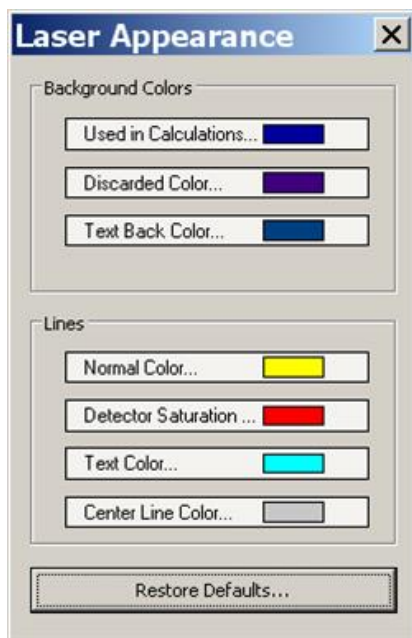 Laser Appearance
Background Colors
Used in Calculations...
Discarded Color...
Text Back Color...
Lines
Normal Color...
Detector Saturation ...
Text Color...
Center Line Color...
Restore Defaults...